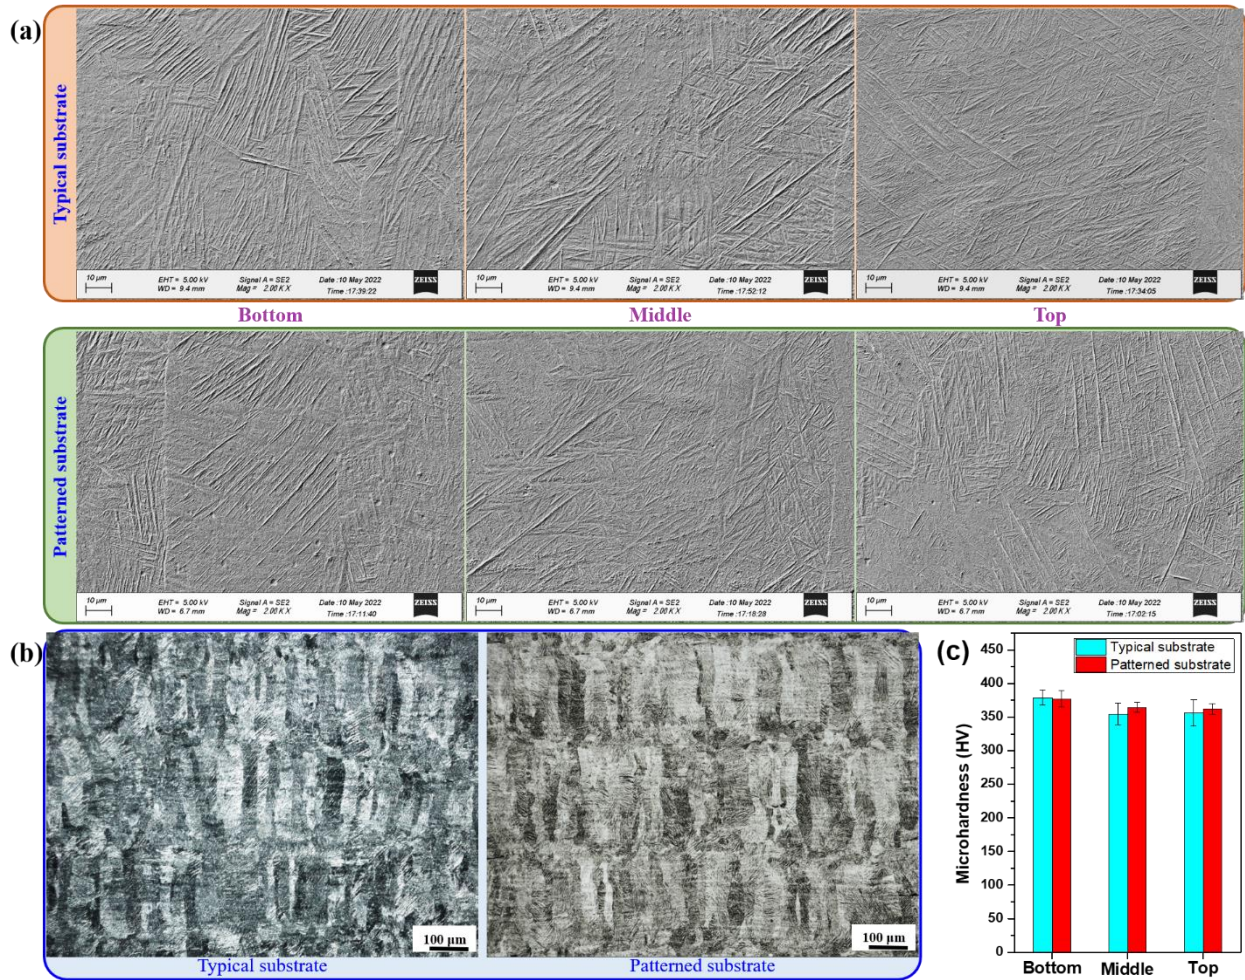 (a)
Typical substrate
10 µm
EHT = 5.00 kV
WD = 9.4 mm
Signal A = SE2
Mag = 2.00 K X
Date :10 May 2022
Time :17:39:22
ZEISS
10 µm
EHT = 5.00 kV
WD = 9.4 mm
Signal A = SE2
Mag = 2.00 K X
Date :10 May 2022
Time :17:52:12
ZEISS
10 µm
EHT = 5.00 kV
WD = 9.4 mm
Signal A = SE2
Mag = 2.00 K X
Date :10 May 2022
Time :17:34:05
ZEISS
Bottom
Middle
Top
Patterned substrate
10 µm
EHT = 5.00 kV
WD = 6.7 mm
Signal A = SE2
Mag = 2.00 K X
Date :10 May 2022
Time :17:11:40
ZEISS
10 µm
EHT = 5.00 kV
WD = 6.7 mm
Signal A = SE2
Mag = 2.00 K X
Date :10 May 2022
Time :17:18:28
ZEISS
10 µm
EHT = 5.00 kV
WD = 6.7 mm
Signal A = SE2
Mag = 2.00 K X
Date :10 May 2022
Time :17:02:15
ZEISS
(b)
100 µm
100 µm
Typical substrate
Patterned substrate
(c)
Typical substrate
Patterned substrate
Microhardness (HV)
450
400
350
300
250
200
150
100
50
0
Bottom
Middle
Top